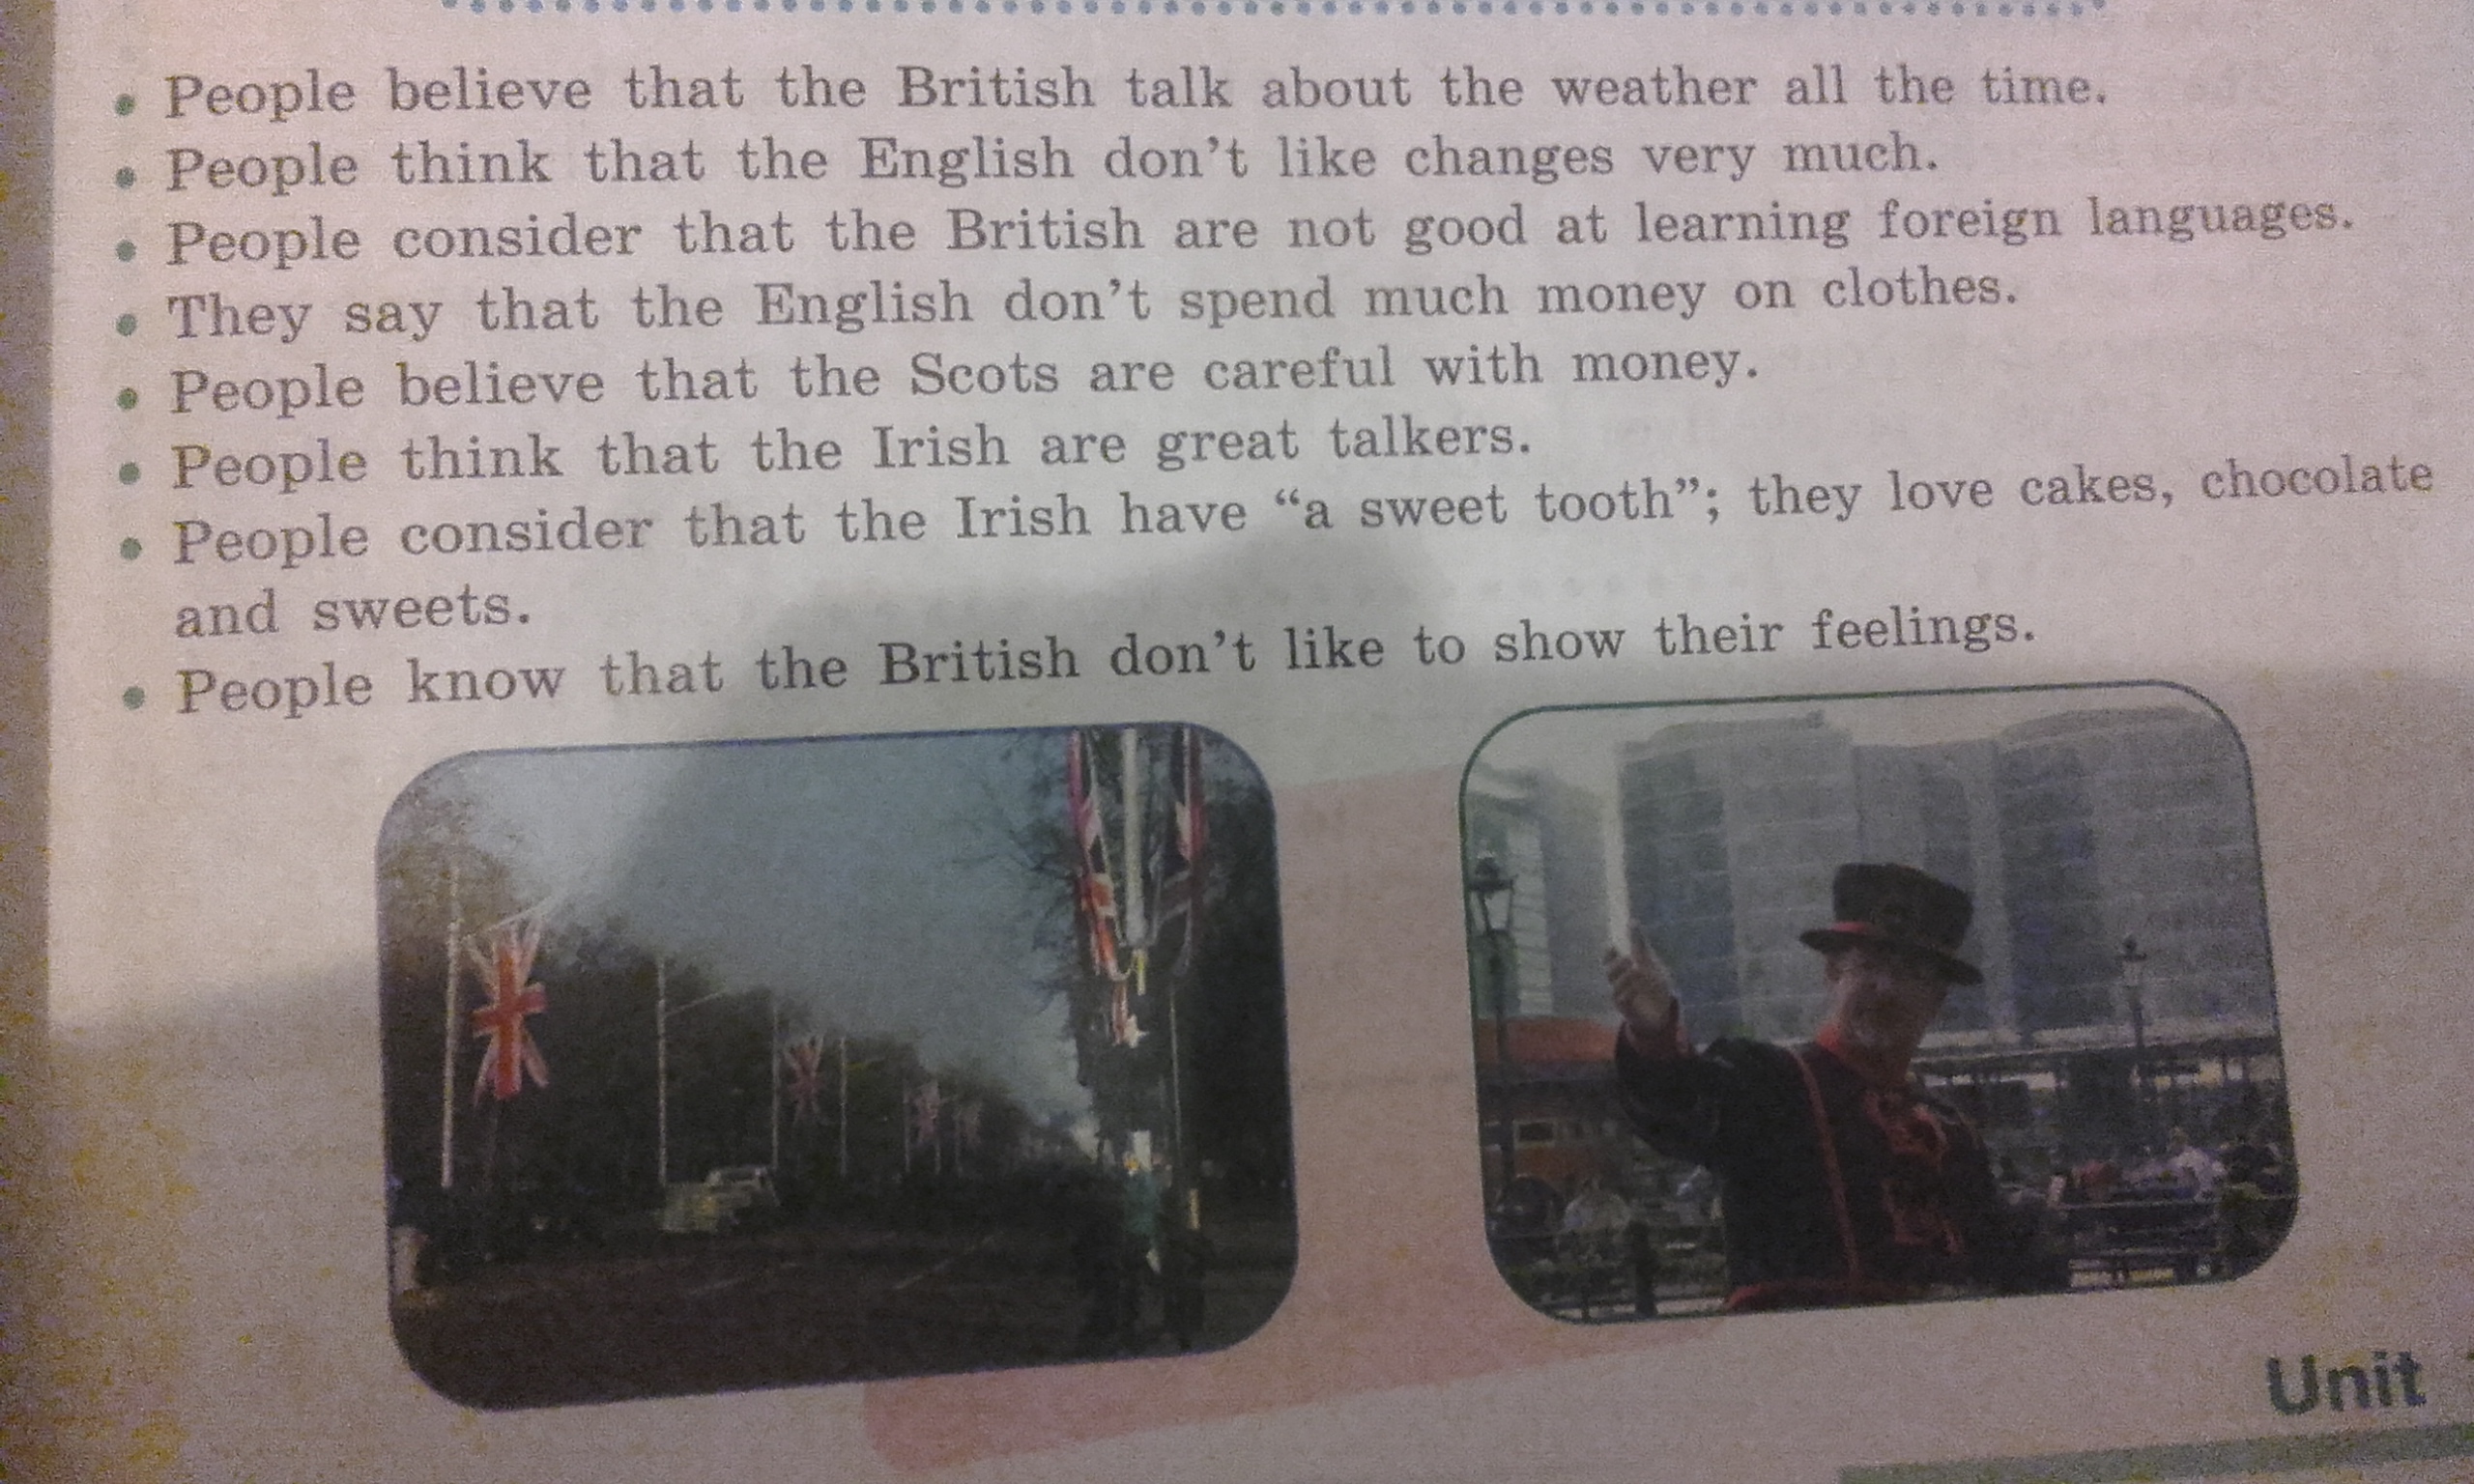 • People believe that the British talk about the weather all the time.
• People think that the English don't like changes very much.
• People consider that the British are not good at learning foreign languages.
• They say that the English don't spend much money on clothes.
• People believe that the Scots are careful with money.
• People think that the Irish are great talkers.
• People consider that the Irish have “a sweet tooth”; they love cakes, chocolate
and sweets.
• People know that the British don't like to show their feelings.
Unit